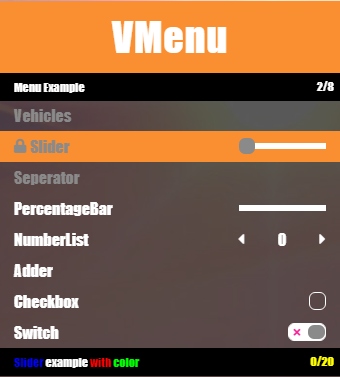 VMenu
Menu Example 2/8
Vehicles
Slider
Seperator
PercentageBar
NumberList 0
Adder
Checkbox
Switch
Slider example with color 0/20